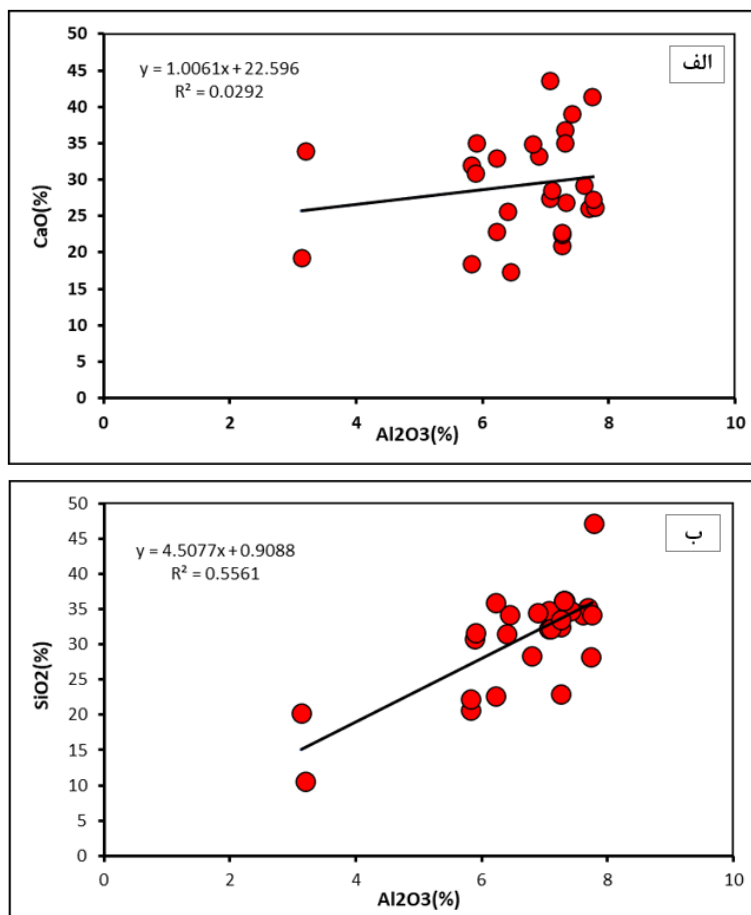 الف
y = 1.0061x + 22.596
R² = 0.0292
CaO(%)
50
45
40
35
30
25
20
15
10
5
0
0 2 4 6 8 10
Al2O3(%)
ب
y = 4.5077x + 0.9088
R² = 0.5561
SiO2(%)
50
45
40
35
30
25
20
15
10
5
0
0 2 4 6 8 10
Al2O3(%)